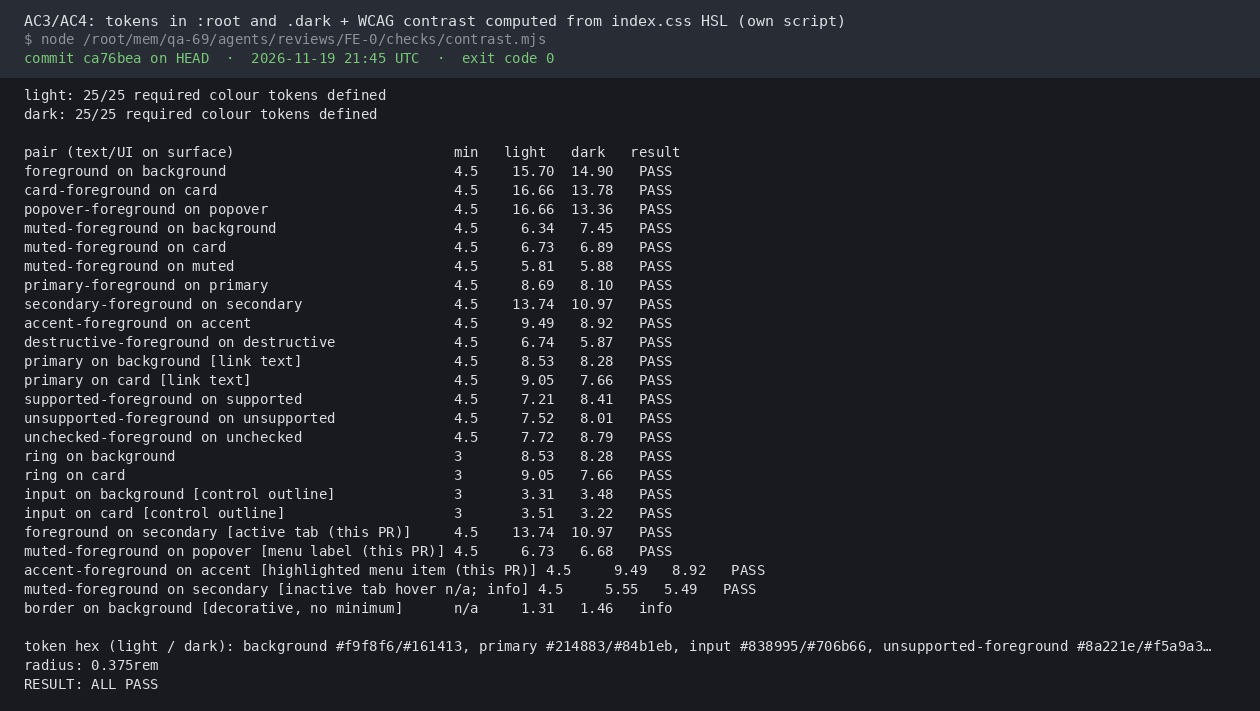 AC3/AC4: tokens in :root and .dark + WCAG contrast computed from index.css HSL (own script)
$ node /root/mem/qa-69/agents/reviews/FE-0/checks/contrast.mjs
commit ca76bea on HEAD · 2026-11-19 21:45 UTC · exit code 0
light: 25/25 required colour tokens defined
dark: 25/25 required colour tokens defined
pair (text/UI on surface) min light dark result
foreground on background 4.5 15.70 14.90 PASS
card-foreground on card 4.5 16.66 13.78 PASS
popover-foreground on popover 4.5 16.66 13.36 PASS
muted-foreground on background 4.5 6.34 7.45 PASS
muted-foreground on card 4.5 6.73 6.89 PASS
muted-foreground on muted 4.5 5.81 5.88 PASS
primary-foreground on primary 4.5 8.69 8.10 PASS
secondary-foreground on secondary 4.5 13.74 10.97 PASS
accent-foreground on accent 4.5 9.49 8.92 PASS
destructive-foreground on destructive 4.5 6.74 5.87 PASS
primary on background [link text] 4.5 8.53 8.28 PASS
primary on card [link text] 4.5 9.05 7.66 PASS
supported-foreground on supported 4.5 7.21 8.41 PASS
unsupported-foreground on unsupported 4.5 7.52 8.01 PASS
unchecked-foreground on unchecked 4.5 7.72 8.79 PASS
ring on background 3 8.53 8.28 PASS
ring on card 3 9.05 7.66 PASS
input on background [control outline] 3 3.31 3.48 PASS
input on card [control outline] 3 3.51 3.22 PASS
foreground on secondary [active tab (this PR)] 4.5 13.74 10.97 PASS
muted-foreground on popover [menu label (this PR)] 4.5 6.73 6.68 PASS
accent-foreground on accent [highlighted menu item (this PR)] 4.5 9.49 8.92 PASS
muted-foreground on secondary [inactive tab hover n/a; info] 4.5 5.55 5.49 PASS
border on background [decorative, no minimum] n/a 1.31 1.46 info
token hex (light / dark): background #f9f8f6/#161413, primary #214883/#84b1eb, input #838995/#706b66, unsupported-foreground #8a221e/#f5a9a3…
radius: 0.375rem
RESULT: ALL PASS